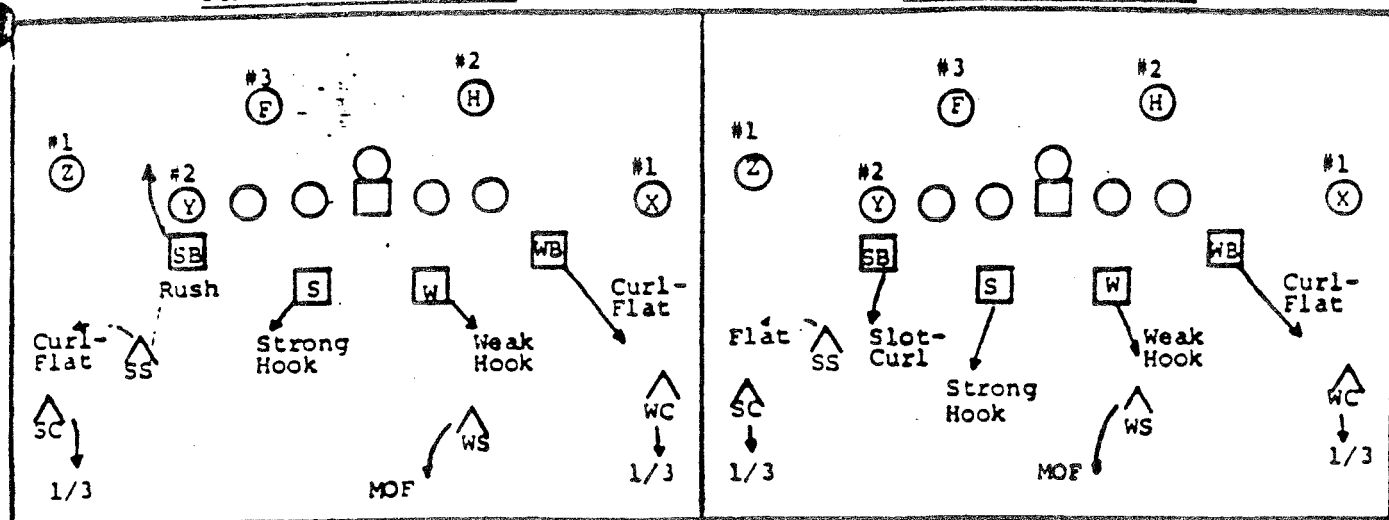 #3
#2
F
H
#1
Z
#2
Y
#1
X
SB
WB
Rush
S
W
Curl-
Flat
Curl-
Flat
SS
Strong
Hook
Weak
Hook
SC
WS
WC
1/3
MOF
1/3
#3
#2
F
H
#1
Z
#2
Y
#1
X
SB
WB
S
W
Curl-
Flat
Flat
SS
Slot-
Curl
Weak
Hook
Strong
Hook
SC
WS
WC
1/3
MOF
1/3